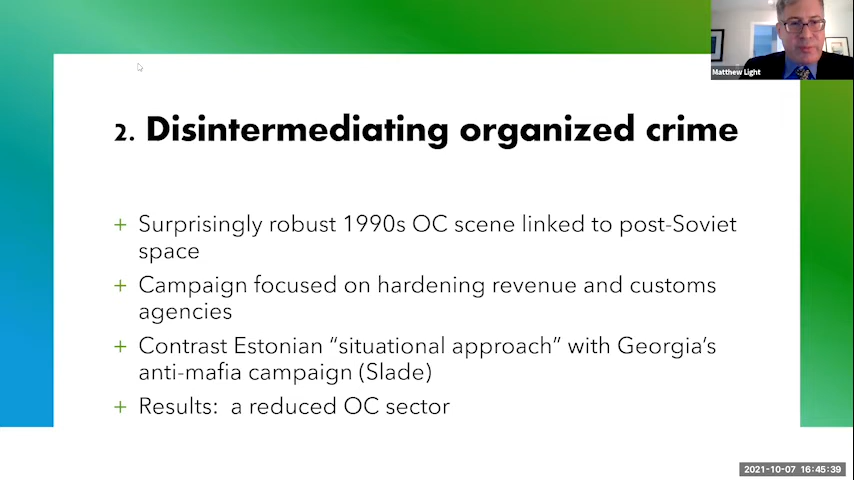 Matthew Light
2. Disintermediating organized crime
+ Surprisingly robust 1990s OC scene linked to post-Soviet
space
+ Campaign focused on hardening revenue and customs
agencies
+ Contrast Estonian “situational approach” with Georgia’s
anti-mafia campaign (Slade)
+ Results: a reduced OC sector
2021-10-07 16:45:39